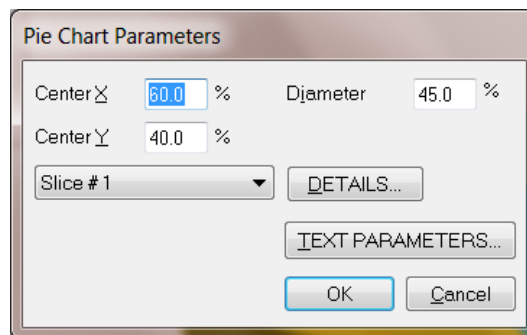 Pie Chart Parameters
Center X 60.0 % Diameter 45.0 %
Center Y 40.0 %
Slice # 1 DETAILS...
TEXT PARAMETERS...
OK Cancel